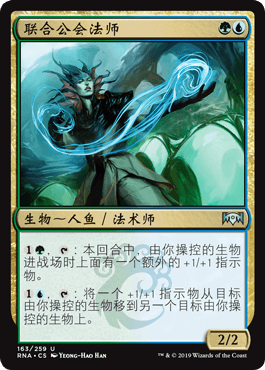 联合公会法师
生物～人鱼／法术师
1，：本回合中，由你操控的生物
进战场时上面有一个额外的 +1/+1 指示
物。
1，：将一个 +1/+1 指示物从目标
由你操控的生物移到另一个目标由你操
控的生物上。
2/2
163/259 U
RNA • CS Yeong-Hao Han
™ & © 2019 Wizards of the Coast